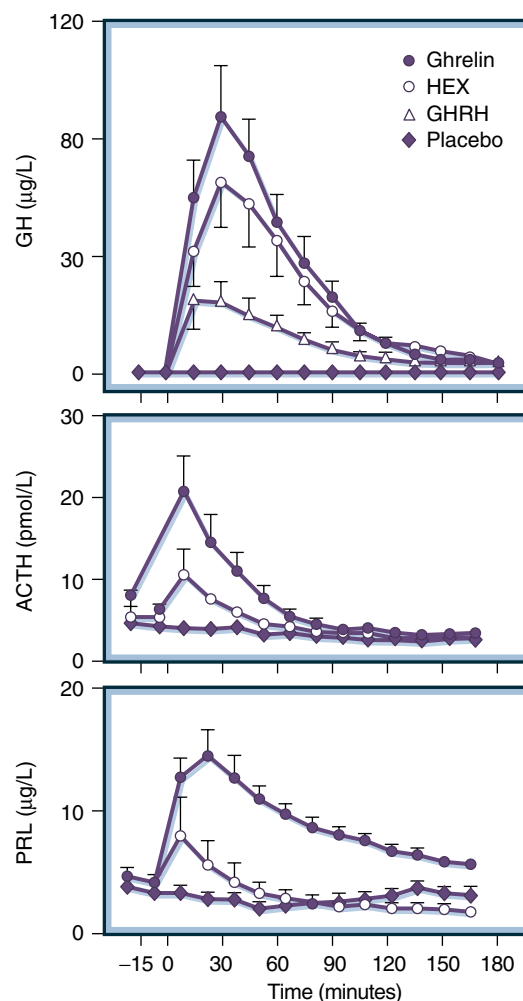 120
80
30
0
GH (µg/L)
Ghrelin
HEX
GHRH
Placebo
30
20
10
0
ACTH (pmol/L)
20
10
0
PRL (µg/L)
–15 0 30 60 90 120 150 180
Time (minutes)